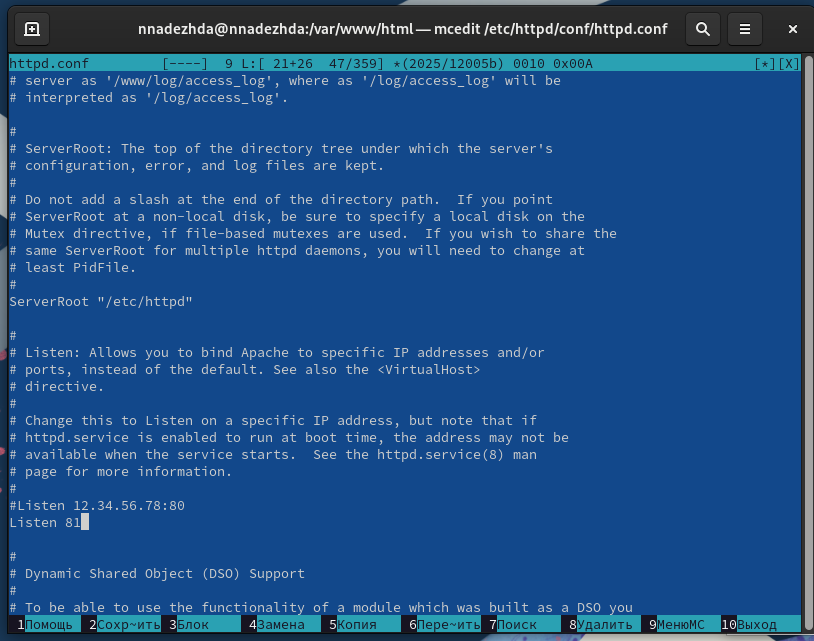 nnadezhda@nnadezhda:/var/www/html — mcedit /etc/httpd/conf/httpd.conf
httpd.conf [----] 9 L:[ 21+26 47/359] *(2025/12005b) 0010 0x00A [*][X]
# server as '/www/log/access_log', where as '/log/access_log' will be
# interpreted as '/log/access_log'.
#
# ServerRoot: The top of the directory tree under which the server's
# configuration, error, and log files are kept.
#
# Do not add a slash at the end of the directory path.  If you point
# ServerRoot at a non-local disk, be sure to specify a local disk on the
# Mutex directive, if file-based mutexes are used.  If you wish to share the
# same ServerRoot for multiple httpd daemons, you will need to change at
# least PidFile.
#
ServerRoot "/etc/httpd"
#
# Listen: Allows you to bind Apache to specific IP addresses and/or
# ports, instead of the default. See also the <VirtualHost>
# directive.
#
# Change this to Listen on a specific IP address, but note that if
# httpd.service is enabled to run at boot time, the address may not be
# available when the service starts.  See the httpd.service(8) man
# page for more information.
#
#Listen 12.34.56.78:80
Listen 81
#
# Dynamic Shared Object (DSO) Support
#
# To be able to use the functionality of a module which was built as a DSO you
1Помощь 2Сохр~ить 3Блок 4Замена 5Копия 6Пере~ить 7Поиск 8Удалить 9МенюMC 10Выход